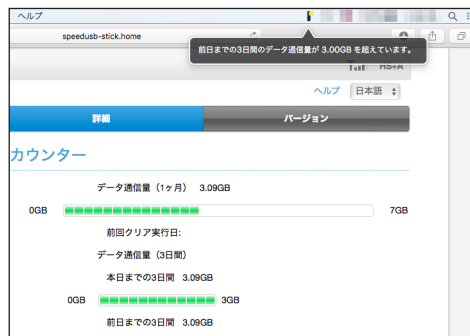 ヘルプ
speedusb-stick.home
前日までの3日間のデータ通信量が 3.00GB を超えています。
HS+A
ヘルプ 日本語
詳細 バージョン
カウンター
データ通信量（1ヶ月） 3.09GB
0GB 7GB
前回クリア実行日:
データ通信量（3日間）
本日までの3日間 3.09GB
0GB 3GB
前日までの3日間 3.09GB